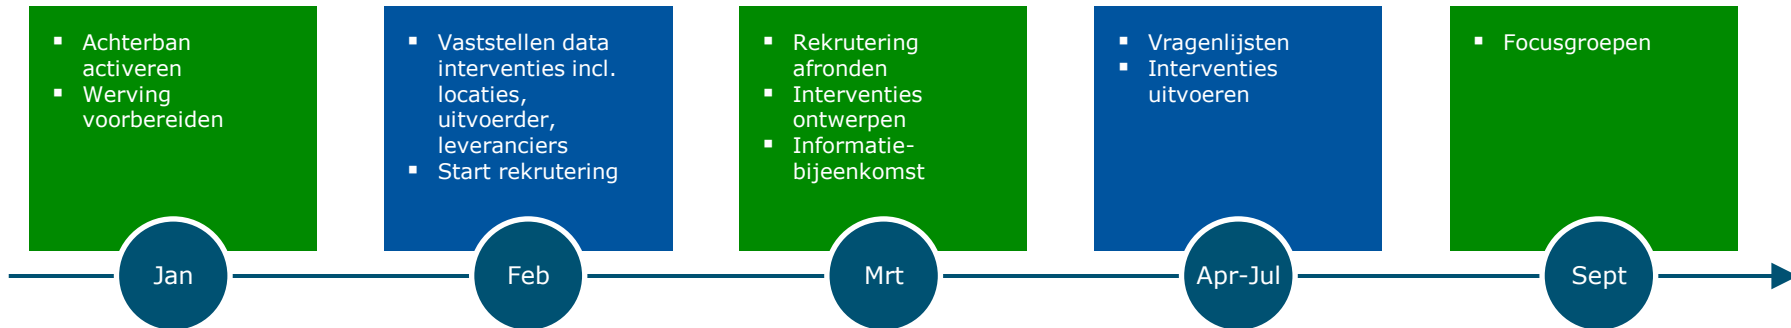 ▪ Achterban
activeren
▪ Werving
voorbereiden
▪ Vaststellen data
interventies incl.
locaties,
uitvoerder,
leveranciers
▪ Start rekrutering
▪ Rekrutering
afronden
▪ Interventies
ontwerpen
▪ Informatie-
bijeenkomst
▪ Vragenlijsten
▪ Interventies
uitvoeren
▪ Focusgroepen
Jan
Feb
Mrt
Apr-Jul
Sept